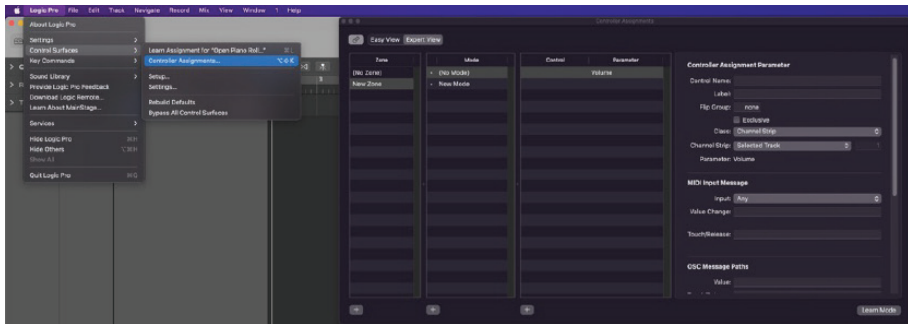 Logic Pro File Edit Track Navigate Record Mix View Window 1 Help
About Logic Pro
Settings
Control Surfaces
Key Commands
Sound Library
Provide Logic Pro Feedback
Download Logic Remote...
Learn About MainStage...
Services
Hide Logic Pro ⌘H
Hide Others ⌥⌘H
Show All
Quit Logic Pro ⌘Q
Learn Assignment for "Open Piano Roll..." ⌘L
Controller Assignments... ⌥⇧K
Setup...
Settings...
Rebuild Defaults
Bypass All Control Surfaces
3
Controller Assignments
Easy View Expert View
Zone Mode Control Parameter
(No Zone) (No Mode) Volume
New Zone New Mode
Controller Assignment Parameter
Control Name:
Label:
Flip Group: none
Exclusive
Class: Channel Strip
Channel Strip: Selected Track
Parameter: Volume
MIDI Input Message
Input: Any
Value Change:
Touch/Release:
OSC Message Paths
Value:
+ + + Learn Mode